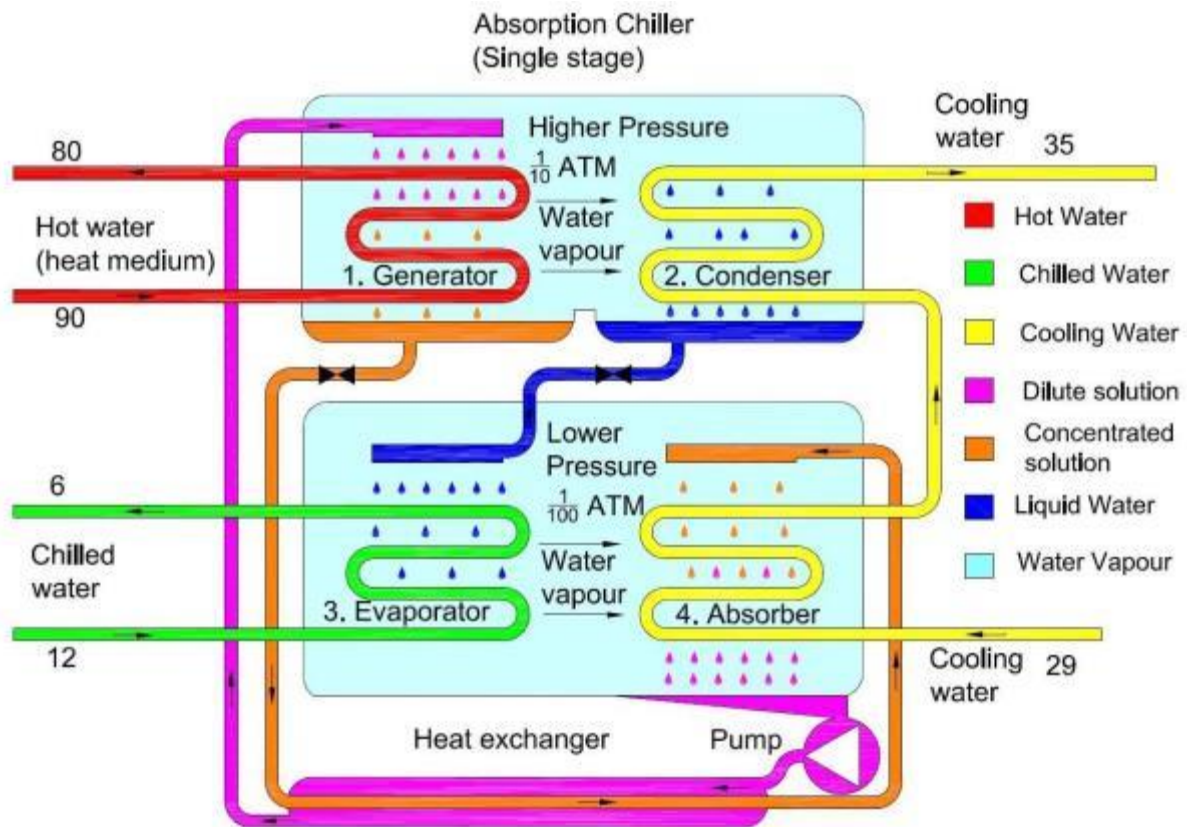 Absorption Chiller
(Single stage)
Higher Pressure
1/10 ATM
Water
vapour
1. Generator
2. Condenser
80
Hot water
(heat medium)
90
Cooling
water
35
Hot Water
Chilled Water
Cooling Water
Dilute solution
Concentrated
solution
Liquid Water
Water Vapour
Lower
Pressure
1/100 ATM
Water
vapour
3. Evaporator
4. Absorber
6
Chilled
water
12
Cooling
water
29
Heat exchanger
Pump